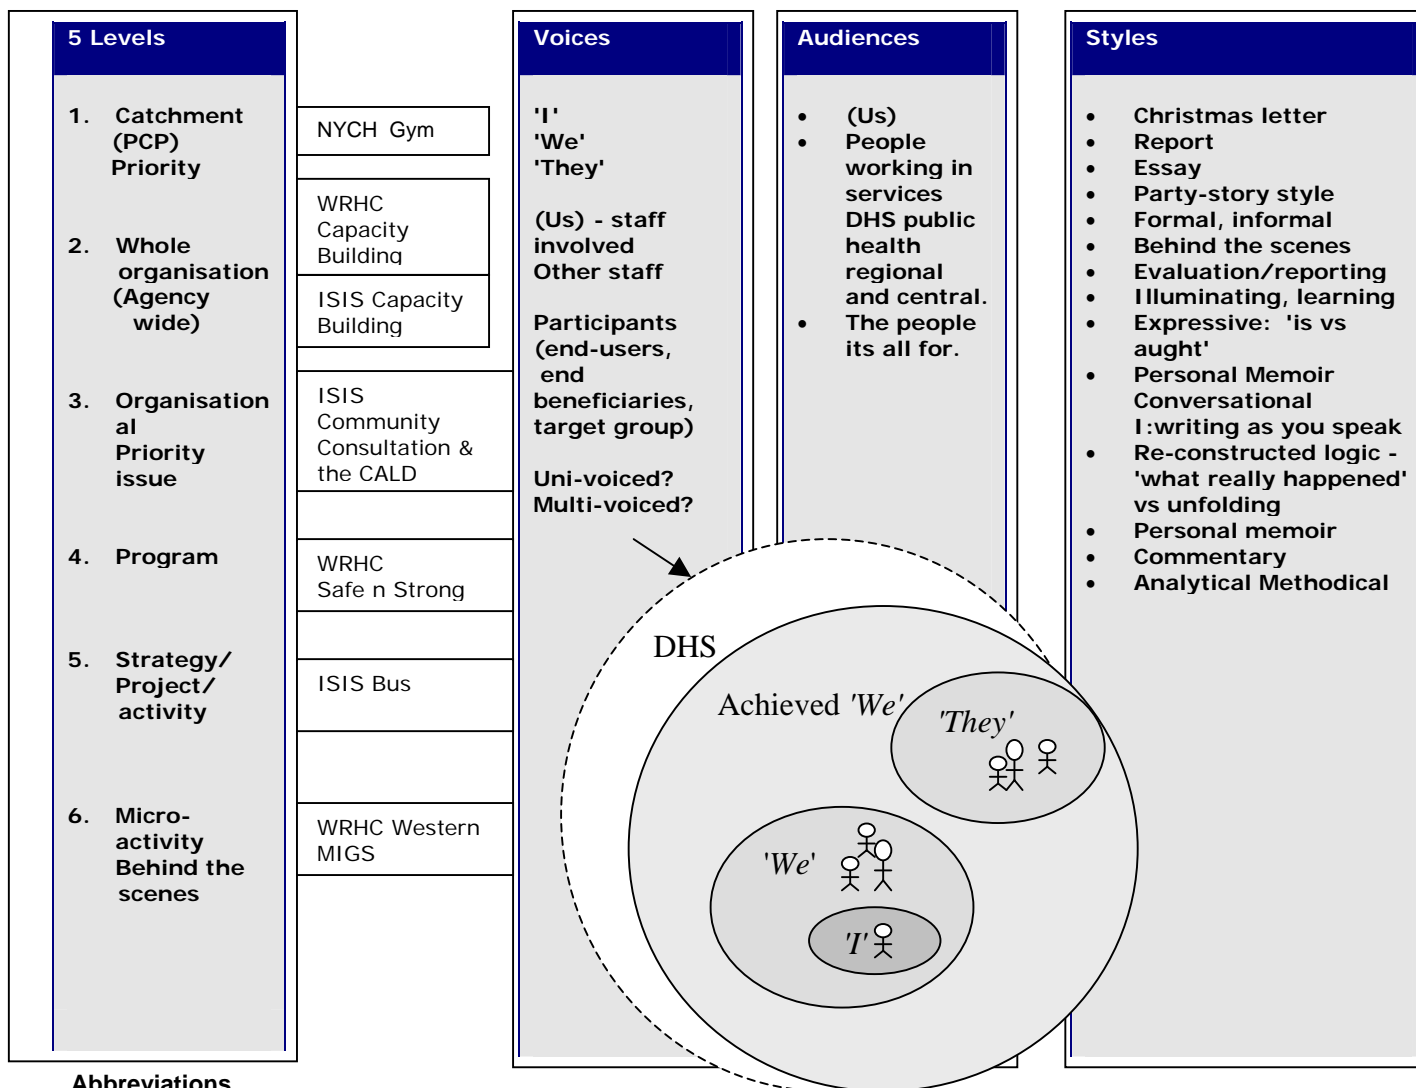 5 Levels
1. Catchment
(PCP)
Priority
2. Whole
organisation
(Agency
wide)
3. Organisation
al
Priority
issue
4. Program
5. Strategy/
Project/
activity
6. Micro-
activity
Behind the
scenes
NYCH Gym
WRHC
Capacity
Building
ISIS Capacity
Building
ISIS
Community
Consultation &
the CALD
WRHC
Safe n Strong
ISIS Bus
WRHC Western
MIGS
Voices
'I'
'We'
'They'
(Us) - staff
involved
Other staff
Participants
(end-users,
end
beneficiaries,
target group)
Uni-voiced?
Multi-voiced?
Audiences
• (Us)
• People
working in
services
DHS public
health
regional
and central.
• The people
its all for.
Styles
• Christmas letter
• Report
• Essay
• Party-story style
• Formal, informal
• Behind the scenes
• Evaluation/reporting
• Illuminating, learning
• Expressive: 'is vs
aught'
• Personal Memoir
Conversational
I:writing as you speak
• Re-constructed logic -
'what really happened'
vs unfolding
• Personal memoir
• Commentary
• Analytical Methodical
DHS
Achieved 'We'
'They'
'We'
'I'
Abbreviations